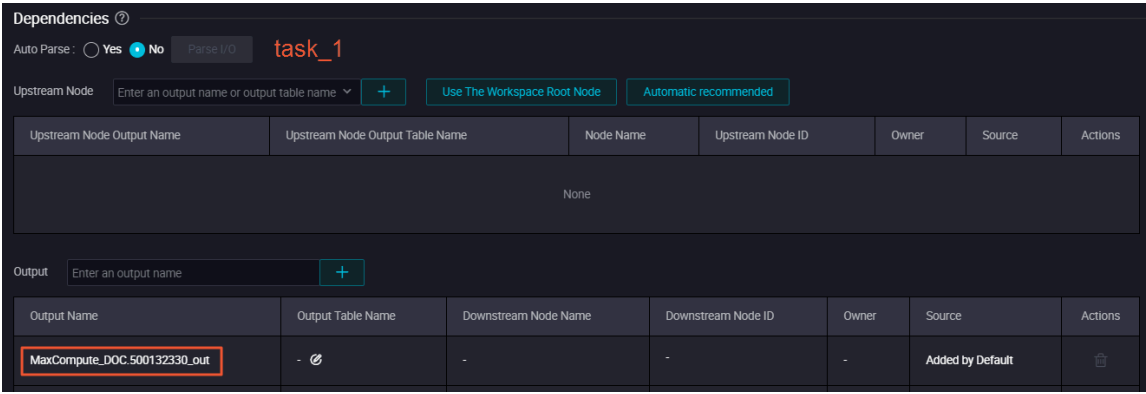 Dependencies ?
Auto Parse : Yes No Parse I/O task_1
Upstream Node Enter an output name or output table name + Use The Workspace Root Node Automatic recommended
Upstream Node Output Name Upstream Node Output Table Name Node Name Upstream Node ID Owner Source Actions
None
Output Enter an output name +
Output Name Output Table Name Downstream Node Name Downstream Node ID Owner Source Actions
MaxCompute_DOC.500132330_out - - - - Added by Default